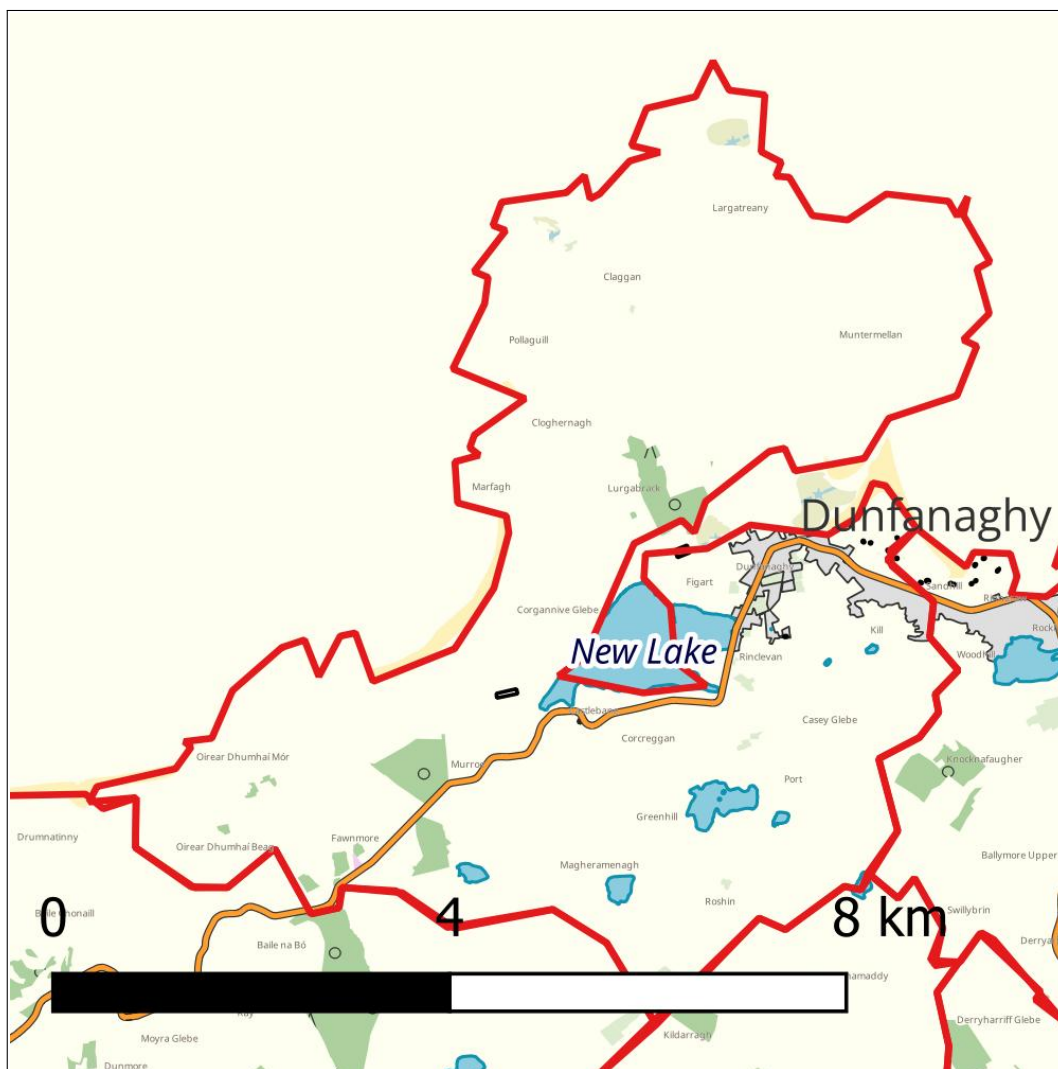 Largatreany
Claggan
Muntermellan
Pollaguill
Cloghernagh
Marfagh
Lurgabrack
Dunfanaghy
Dunfanaghy
Figart
Sandhill
Corgannive Glebe
Kill
New Lake
Rinclevan
Woodhill
Casey Glebe
Corcreggan
Oirear Dhumhaí Mór
Murroe
Knocknafaugher
Port
Greenhill
Drumnatinny
Fawnmore
Oirear Dhumhaí Beag
Ballymore Upper
Magheramenagh
Roshin
Swillybrin
0 4 8 km
Baile na Bó
Derryharriff Glebe
Kildarragh
Moyra Glebe
Dunmore